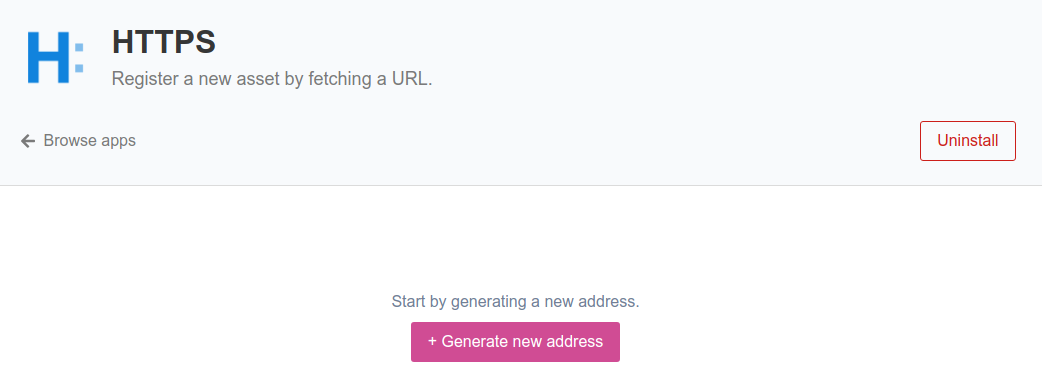 H:
HTTPS
Register a new asset by fetching a URL.
← Browse apps
Uninstall
Start by generating a new address.
+ Generate new address